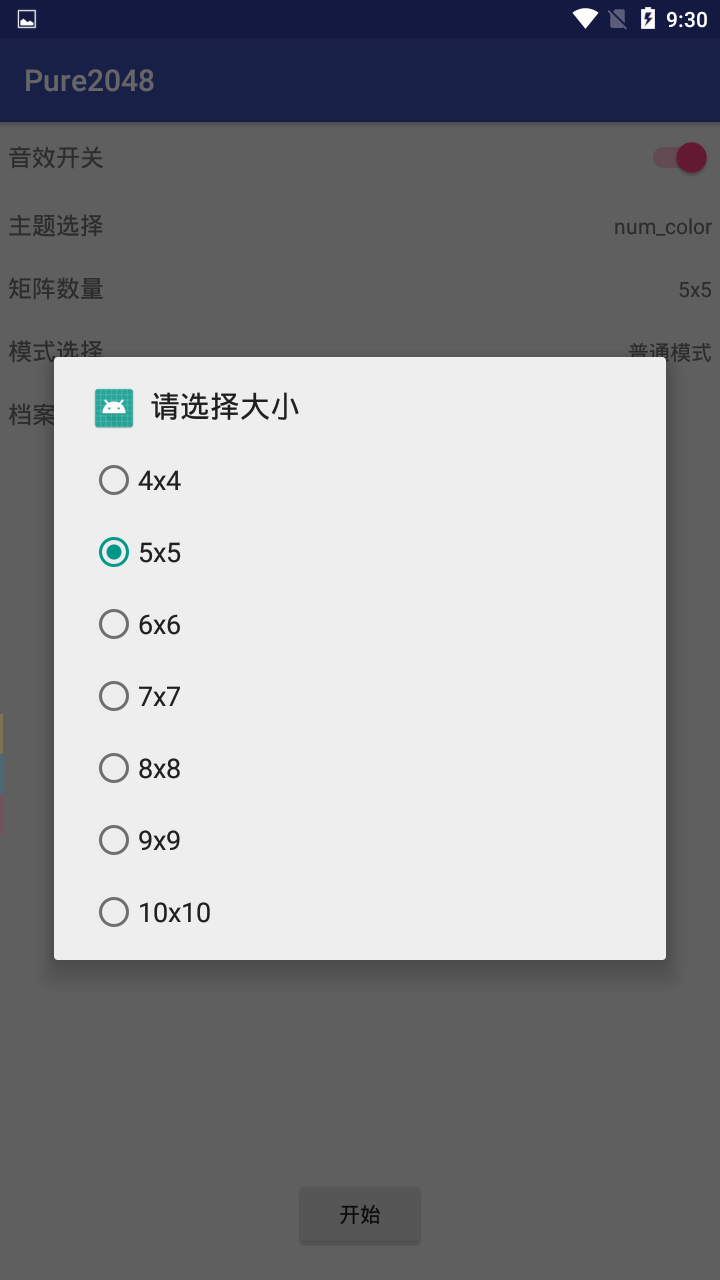 9:30
Pure2048
音效开关
主题选择 num_color
矩阵数量 5x5
模式选择 普通模式
档案
请选择大小
4x4
5x5
6x6
7x7
8x8
9x9
10x10
开始